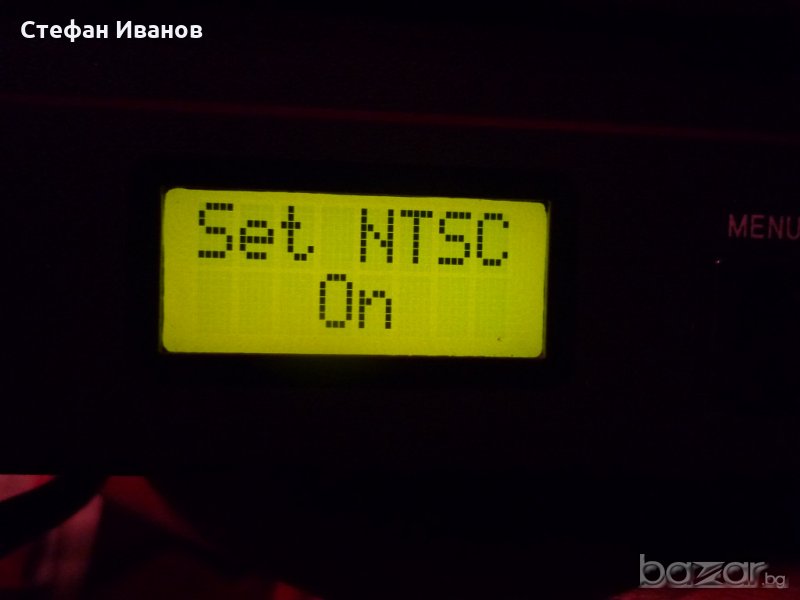 Стефан Иванов
Set NTSC
On
MENU
bazar.bg